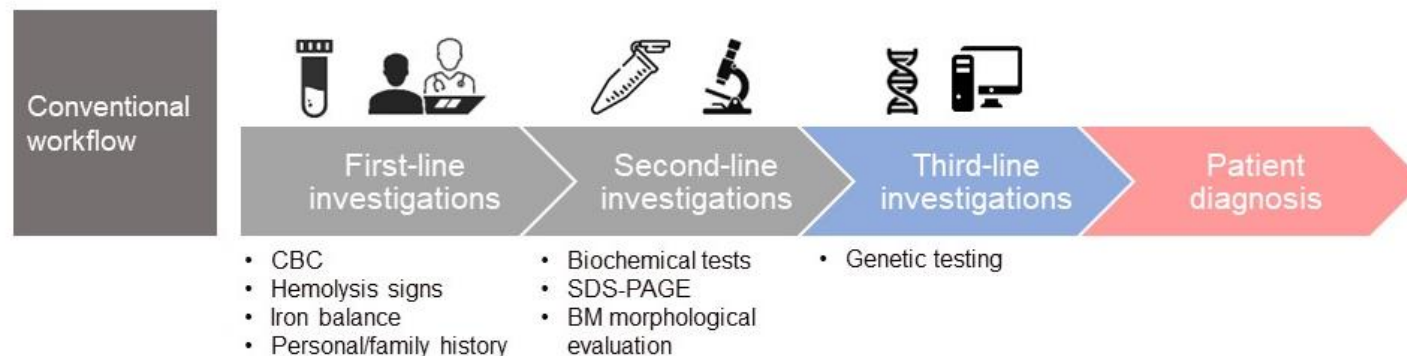 Conventional
workflow
First-line
investigations
Second-line
investigations
Third-line
investigations
Patient
diagnosis
• CBC
• Hemolysis signs
• Iron balance
• Personal/family history
• Biochemical tests
• SDS-PAGE
• BM morphological
evaluation
• Genetic testing